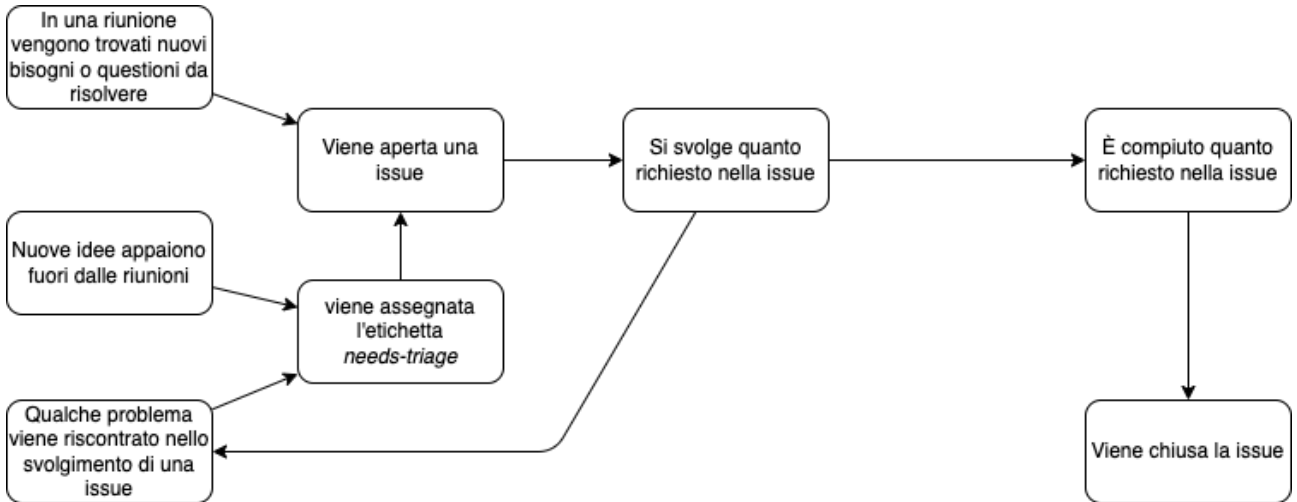 In una riunione
vengono trovati nuovi
bisogni o questioni da
risolvere
Viene aperta una
issue
Si svolge quanto
richiesto nella issue
È compiuto quanto
richiesto nella issue
Nuove idee appaiono
fuori dalle riunioni
viene assegnata
l'etichetta
needs-triage
Qualche problema
viene riscontrato nello
svolgimento di una
issue
Viene chiusa la issue